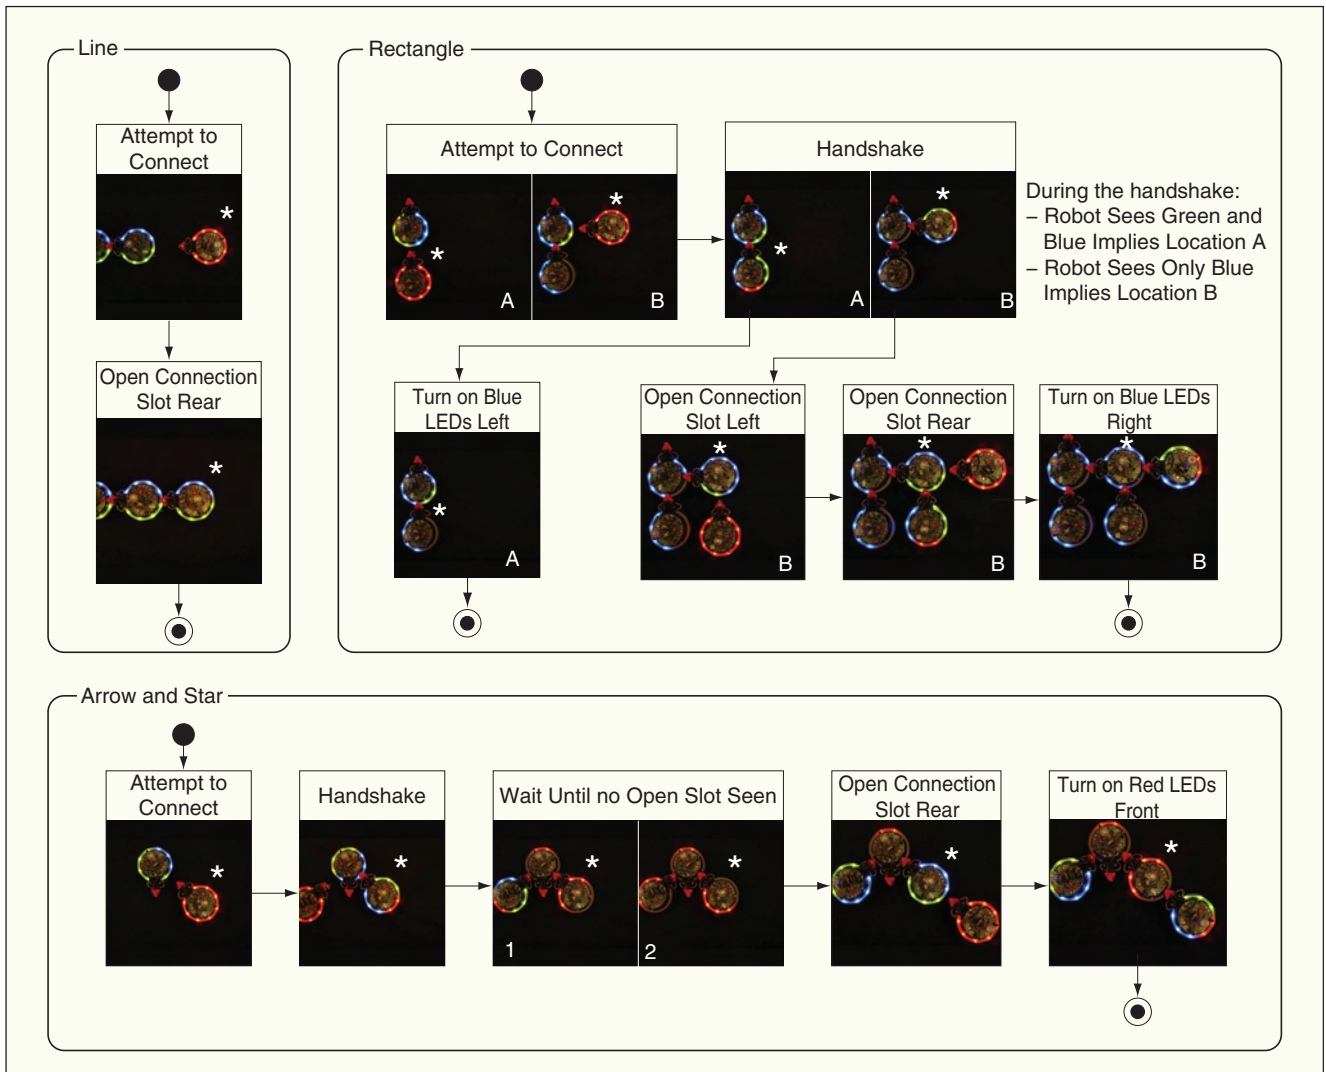 Line
Attempt to
Connect
*
Open Connection
Slot Rear
*
Rectangle
Attempt to Connect
*
A
*
B
Handshake
*
A
*
B
During the handshake:
– Robot Sees Green and
Blue Implies Location A
– Robot Sees Only Blue
Implies Location B
Turn on Blue
LEDs Left
*
A
Open Connection
Slot Left
*
B
Open Connection
Slot Rear
*
B
Turn on Blue LEDs
Right
*
B
Arrow and Star
Attempt to
Connect
*
Handshake
*
Wait Until no Open Slot Seen
*
1
*
2
Open Connection
Slot Rear
*
Turn on Red LEDs
Front
*